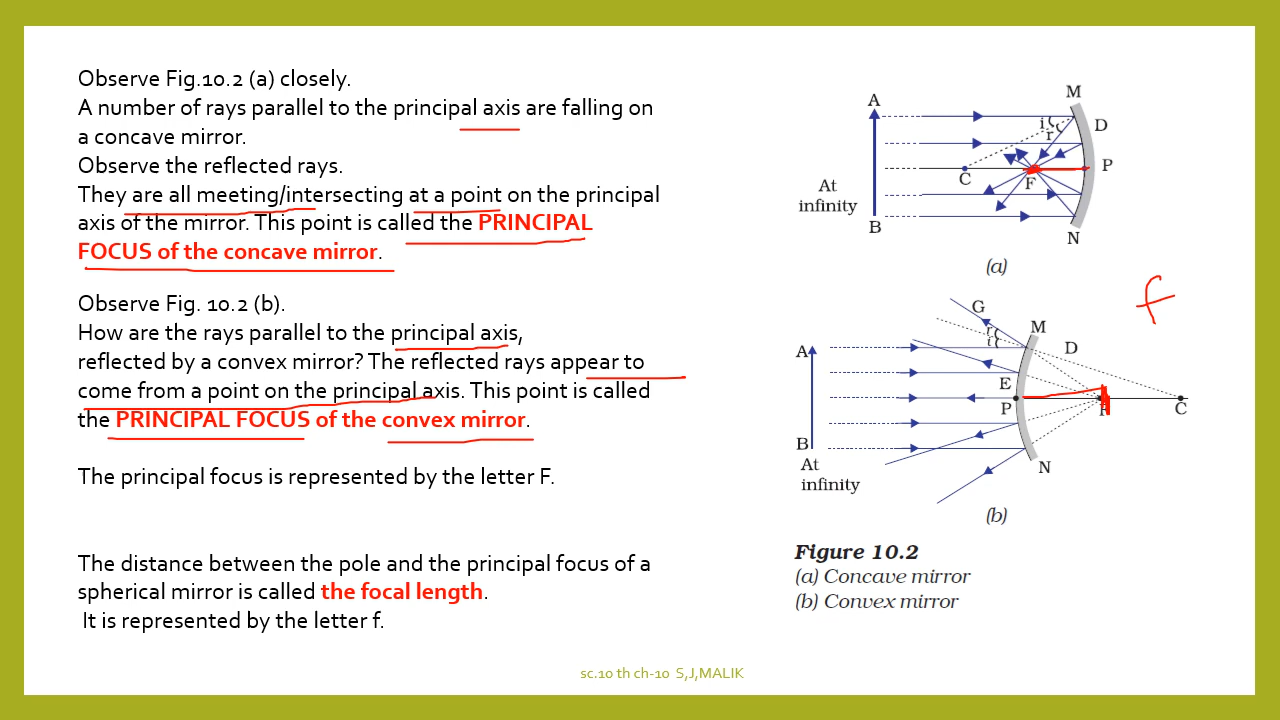 Observe Fig.10.2 (a) closely.
A number of rays parallel to the principal axis are falling on
a concave mirror.
Observe the reflected rays.
They are all meeting/intersecting at a point on the principal
axis of the mirror. This point is called the PRINCIPAL
FOCUS of the concave mirror.
Observe Fig. 10.2 (b).
How are the rays parallel to the principal axis,
reflected by a convex mirror? The reflected rays appear to
come from a point on the principal axis. This point is called
the PRINCIPAL FOCUS of the convex mirror.
The principal focus is represented by the letter F.
The distance between the pole and the principal focus of a
spherical mirror is called the focal length.
It is represented by the letter f.
A
M
D
i
r
C
F
P
At
infinity
B
N
(a)
f
G
M
r
i
D
A
E
P
F
C
B
At
infinity
N
(b)
Figure 10.2
(a) Concave mirror
(b) Convex mirror
sc.10 th ch-10 S,J,MALIK